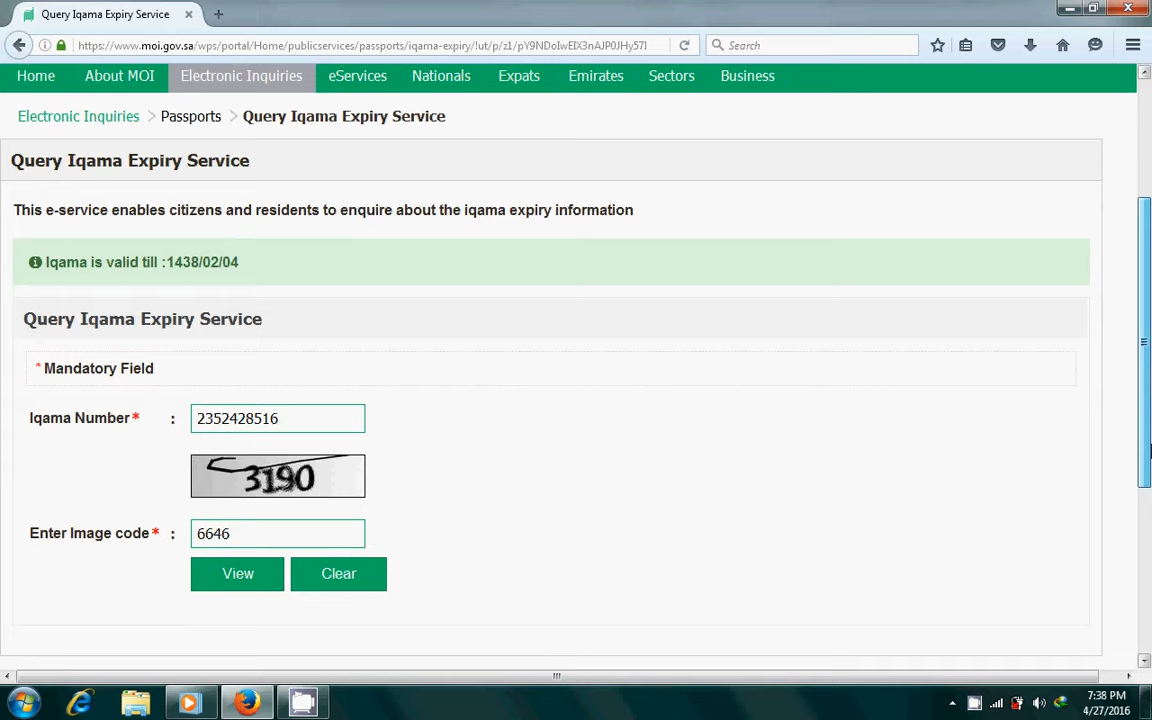 Query Iqama Expiry Service
https://www.moi.gov.sa/wps/portal/Home/publicservices/passports/iqama-expiry/!ut/p/z1/pY9NDoIwEIX3nAJP0JHy57I
Search
Home About MOI Electronic Inquiries eServices Nationals Expats Emirates Sectors Business
Electronic Inquiries > Passports > Query Iqama Expiry Service
Query Iqama Expiry Service
This e-service enables citizens and residents to enquire about the iqama expiry information
Iqama is valid till :1438/02/04
Query Iqama Expiry Service
* Mandatory Field
Iqama Number* : 2352428516
3190
Enter Image code* : 6646
View Clear
7:38 PM
4/27/2016